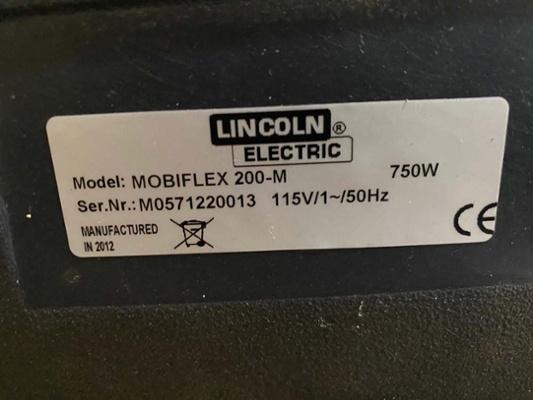 LINCOLN ®
ELECTRIC
Model: MOBIFLEX 200-M 750W
Ser.Nr.: M0571220013 115V/1~/50Hz
MANUFACTURED
IN 2012
CE